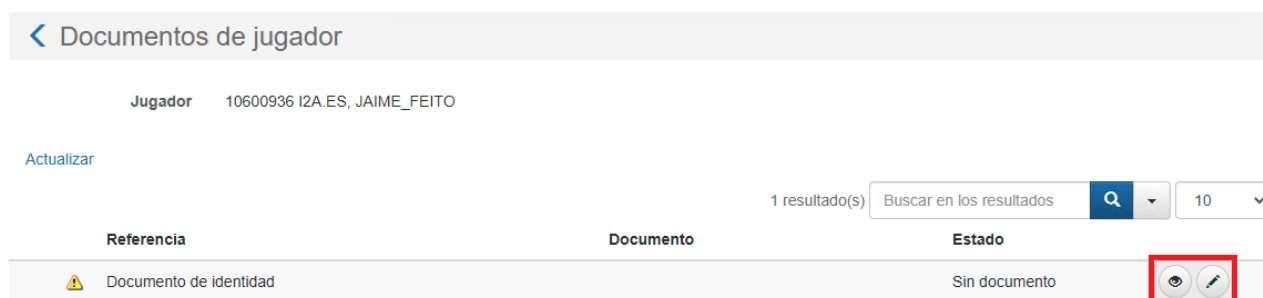 Documentos de jugador
Jugador 10600936 I2A.ES, JAIME_FEITO
Actualizar
1 resultado(s) Buscar en los resultados 10
Referencia Documento Estado
Documento de identidad Sin documento